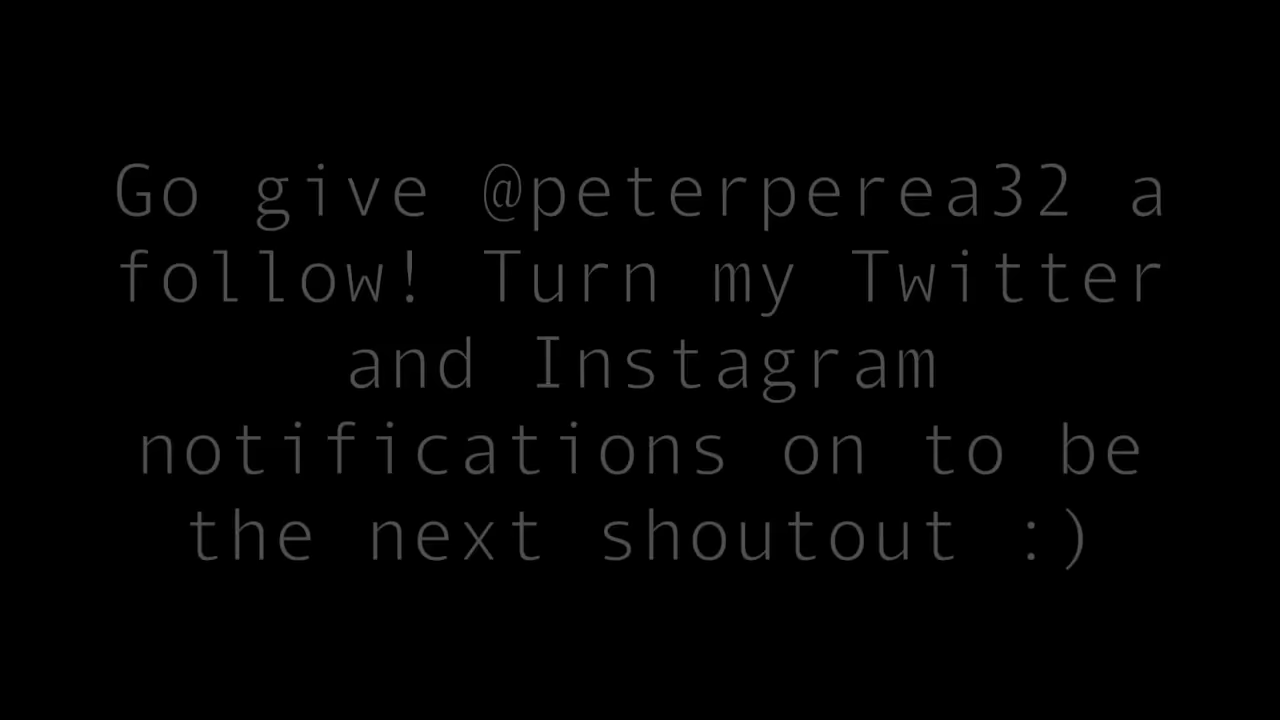 Go give @peterperea32 a
follow! Turn my Twitter
and Instagram
notifications on to be
the next shoutout :)